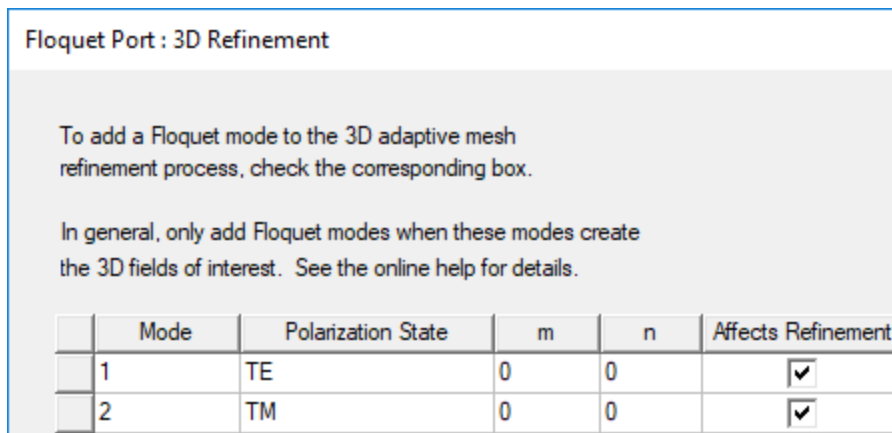 Floquet Port : 3D Refinement
To add a Floquet mode to the 3D adaptive mesh
refinement process, check the corresponding box.
In general, only add Floquet modes when these modes create
the 3D fields of interest.  See the online help for details.
Mode Polarization State m n Affects Refinement
1 TE 0 0
2 TM 0 0